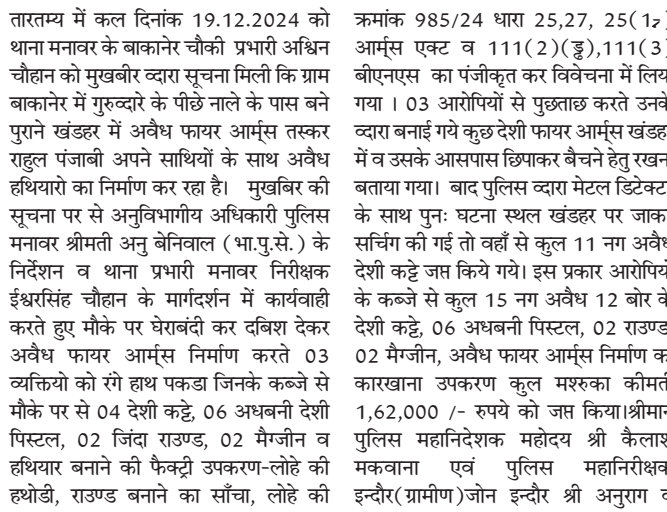 तारतम्य में कल दिनांक 19.12.2024 को
थाना मनावर के बाकानेर चौकी प्रभारी अश्विन
चौहान को मुखबीर व्दारा सूचना मिली कि ग्राम
बाकानेर में गुरुव्दारे के पीछे नाले के पास बने
पुराने खंडहर में अवैध फायर आर्म्स तस्कर
राहुल पंजाबी अपने साथियों के साथ अवैध
हथियारो का निर्माण कर रहा है। मुखबिर की
सूचना पर से अनुविभागीय अधिकारी पुलिस
मनावर श्रीमती अनु बेनिवाल (भा.पु.से.) के
निर्देशन व थाना प्रभारी मनावर निरीक्षक
ईश्वरसिंह चौहान के मार्गदर्शन में कार्यवाही
करते हुए मौके पर घेराबंदी कर दबिश देकर
अवैध फायर आर्म्स निर्माण करते 03
व्यक्तियो को रंगे हाथ पकडा जिनके कब्जे से
मौके पर से 04 देशी कट्टे, 06 अधबनी देशी
पिस्टल, 02 जिंदा राउण्ड, 02 मैग्जीन व
हथियार बनाने की फैक्ट्री उपकरण-लोहे की
हथोडी, राउण्ड बनाने का साँचा, लोहे की
क्रमांक 985/24 धारा 25,27, 25(1
आर्म्स एक्ट व 111(2)(ड्ढ),111(3)
बीएनएस का पंजीकृत कर विवेचना में लिय
गया । 03 आरोपियों से पुछताछ करते उनके
व्दारा बनाई गये कुछ देशी फायर आर्म्स खंडह
में व उसके आसपास छिपाकर बैचने हेतु रखन
बताया गया। बाद पुलिस व्दारा मेटल डिटेक्ट
के साथ पुनः घटना स्थल खंडहर पर जाक
सर्चिग की गई तो वहाँ से कुल 11 नग अवैध
देशी कट्टे जप्त किये गये। इस प्रकार आरोपिय
के कब्जे से कुल 15 नग अवैध 12 बोर के
देशी कट्टे, 06 अधबनी पिस्टल, 02 राउण्ड
02 मैग्जीन, अवैध फायर आर्म्स निर्माण क
कारखाना उपकरण कुल मश्रुका कीमत
1,62,000 /- रुपये को जप्त किया।श्रीमान
पुलिस महानिदेशक महोदय श्री कैलाश
मकवाना एवं पुलिस महानिरीक्षक
इन्दौर(ग्रामीण)जोन इन्दौर श्री अनुराग